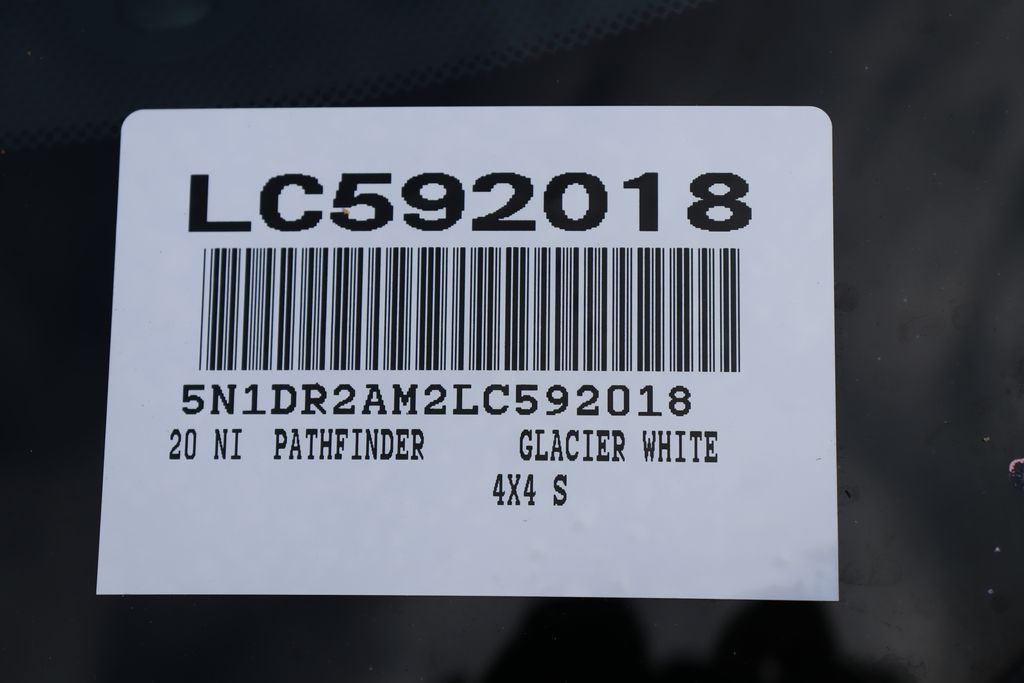 LC592018
5N1DR2AM2LC592018
20 NI PATHFINDER GLACIER WHITE
4X4 S